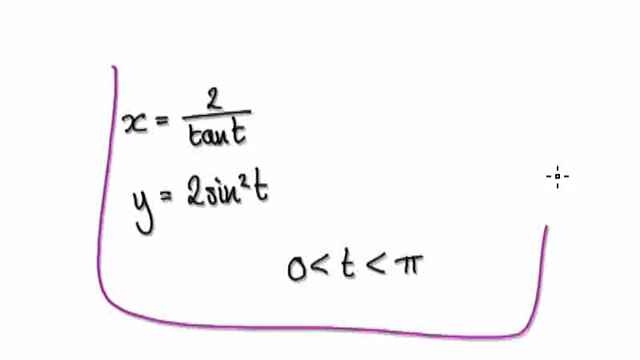 x = 2/tan t
y = 2sin²t
0 < t < π